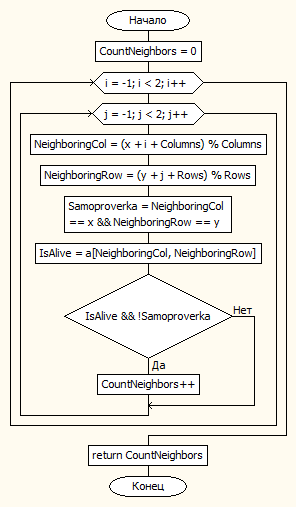 Начало
CountNeighbors = 0
i = -1; i < 2; i++
j = -1; j < 2; j++
NeighboringCol = (x + i + Columns) % Columns
NeighboringRow = (y + j + Rows) % Rows
Samoproverka = NeighboringCol
== x && NeighboringRow == y
IsAlive = a[NeighboringCol, NeighboringRow]
IsAlive && !Samoproverka
Нет
Да
CountNeighbors++
return CountNeighbors
Конец